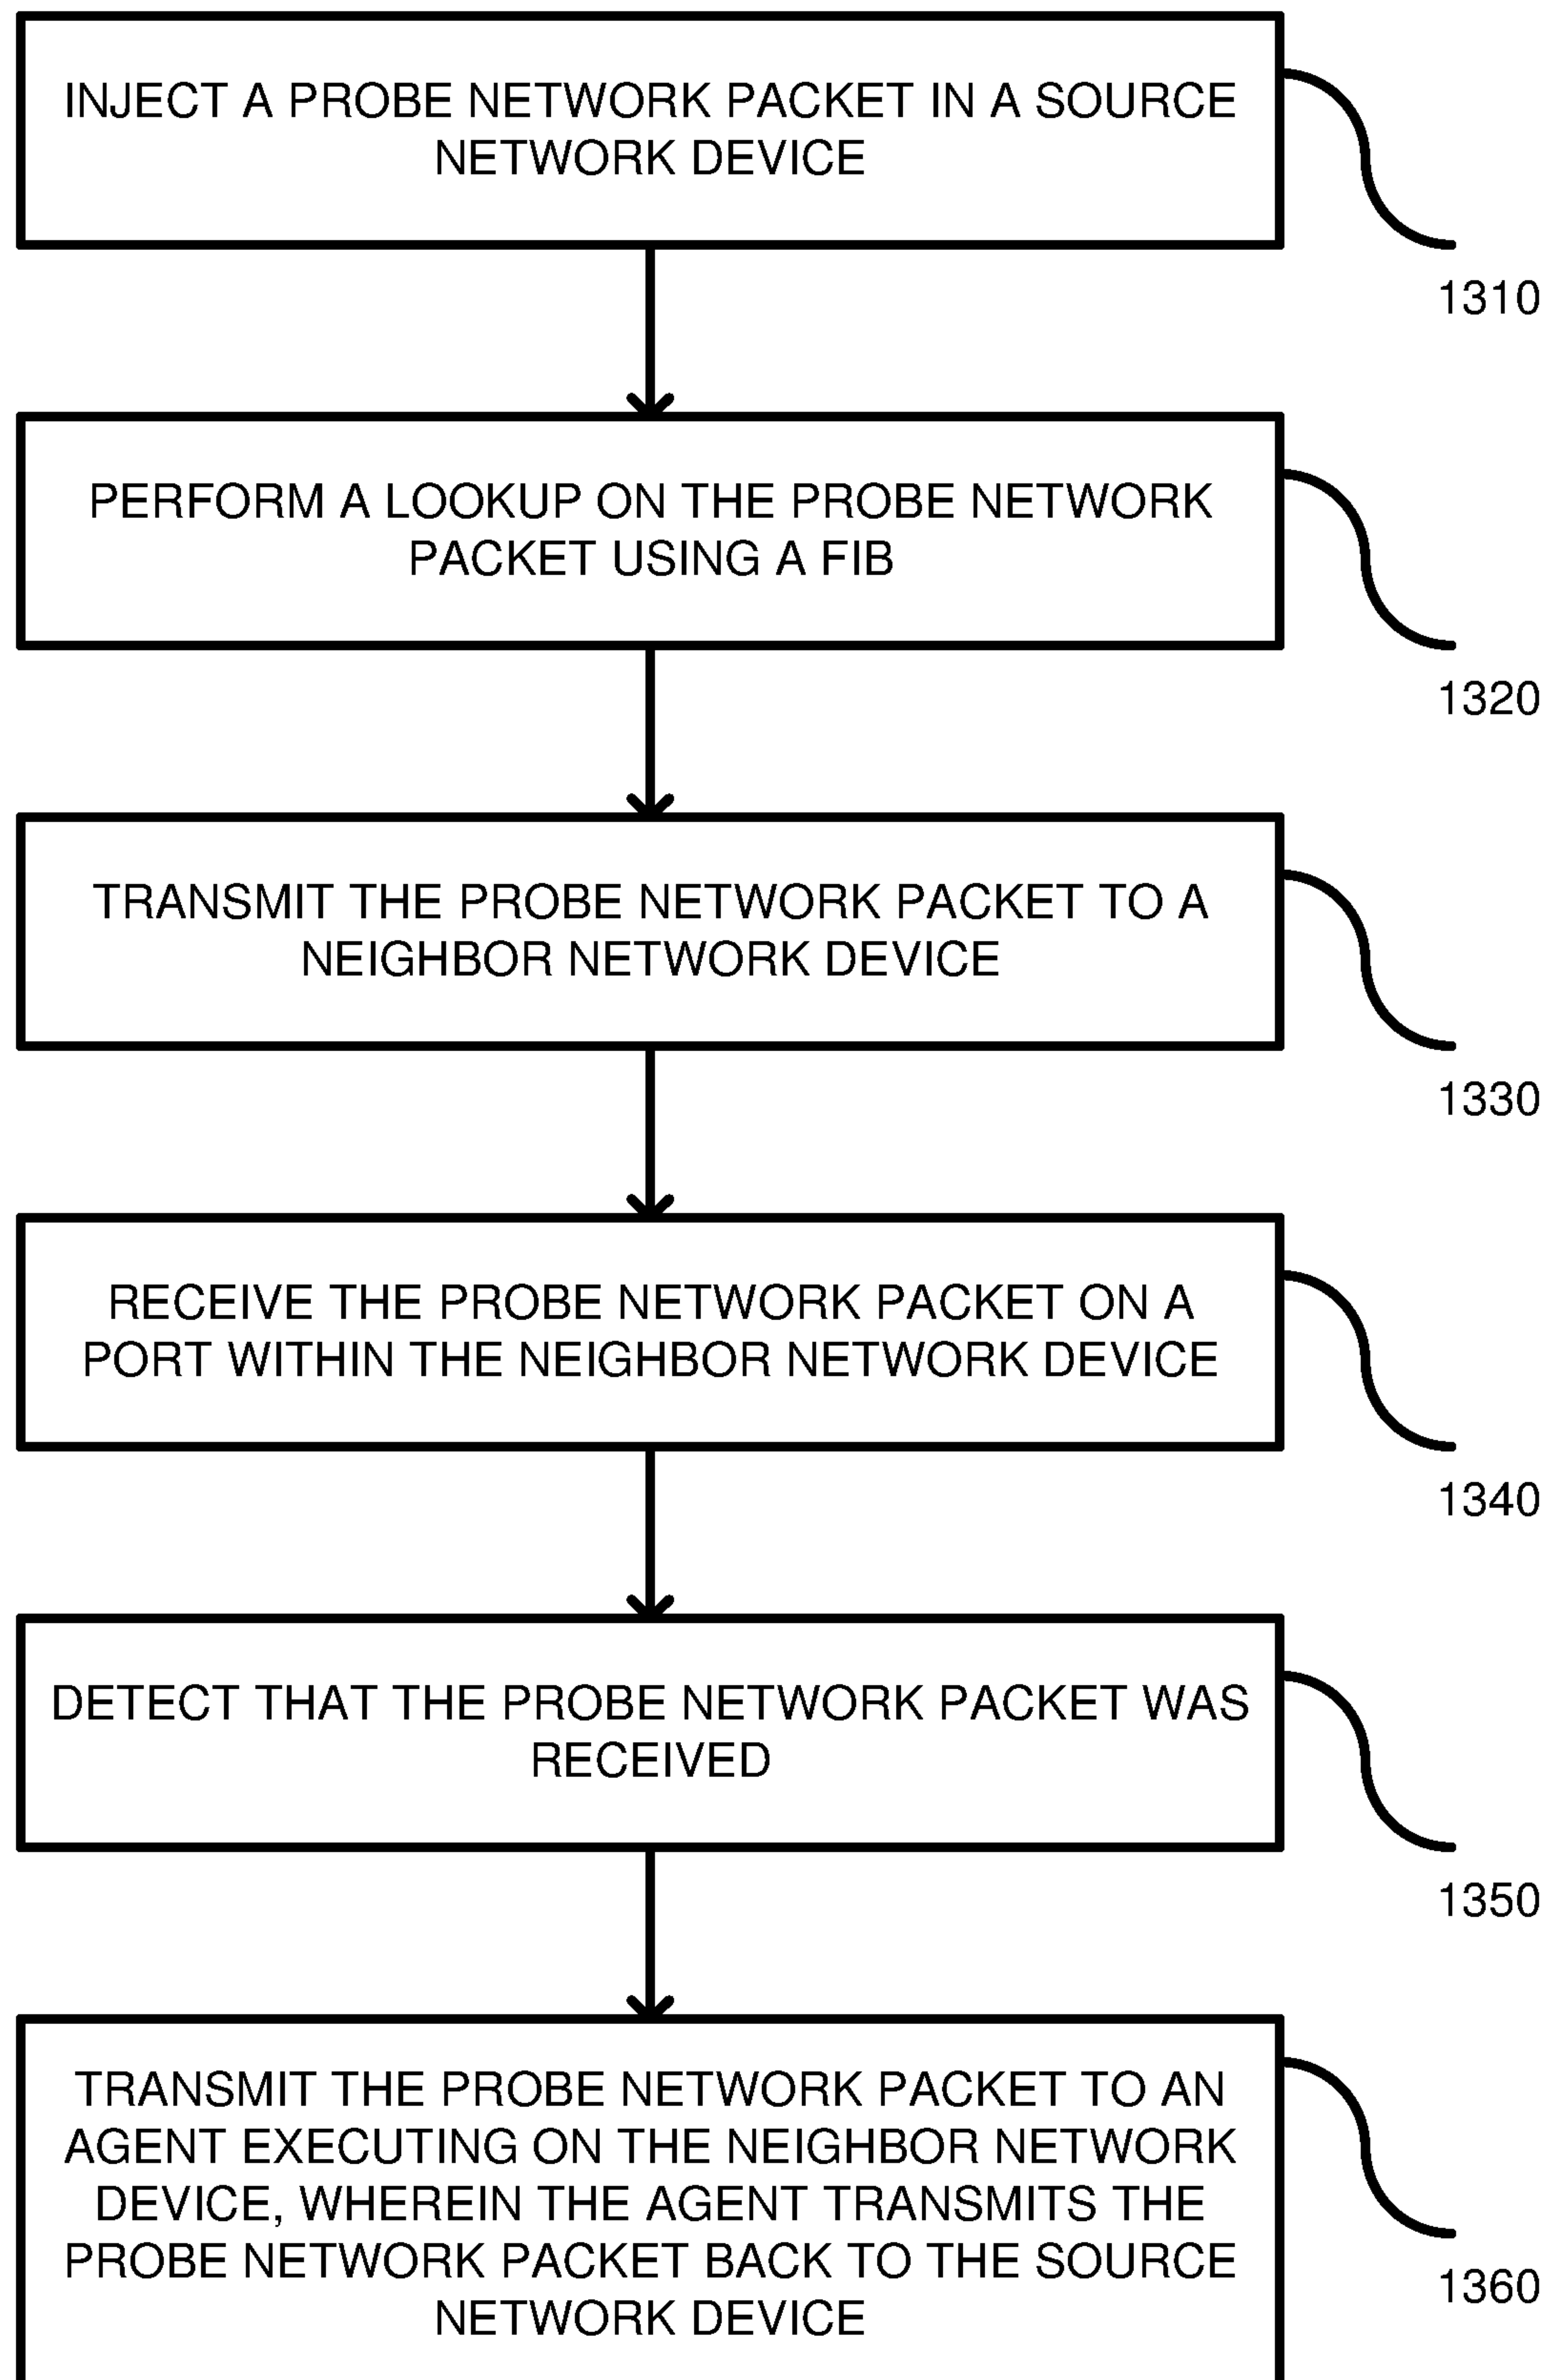 INJECT A PROBE NETWORK PACKET IN A SOURCE
NETWORK DEVICE
1310
PERFORM A LOOKUP ON THE PROBE NETWORK
PACKET USING A FIB
1320
TRANSMIT THE PROBE NETWORK PACKET TO A
NEIGHBOR NETWORK DEVICE
1330
RECEIVE THE PROBE NETWORK PACKET ON A
PORT WITHIN THE NEIGHBOR NETWORK DEVICE
1340
DETECT THAT THE PROBE NETWORK PACKET WAS
RECEIVED
1350
TRANSMIT THE PROBE NETWORK PACKET TO AN
AGENT EXECUTING ON THE NEIGHBOR NETWORK
DEVICE, WHEREIN THE AGENT TRANSMITS THE
PROBE NETWORK PACKET BACK TO THE SOURCE
NETWORK DEVICE
1360